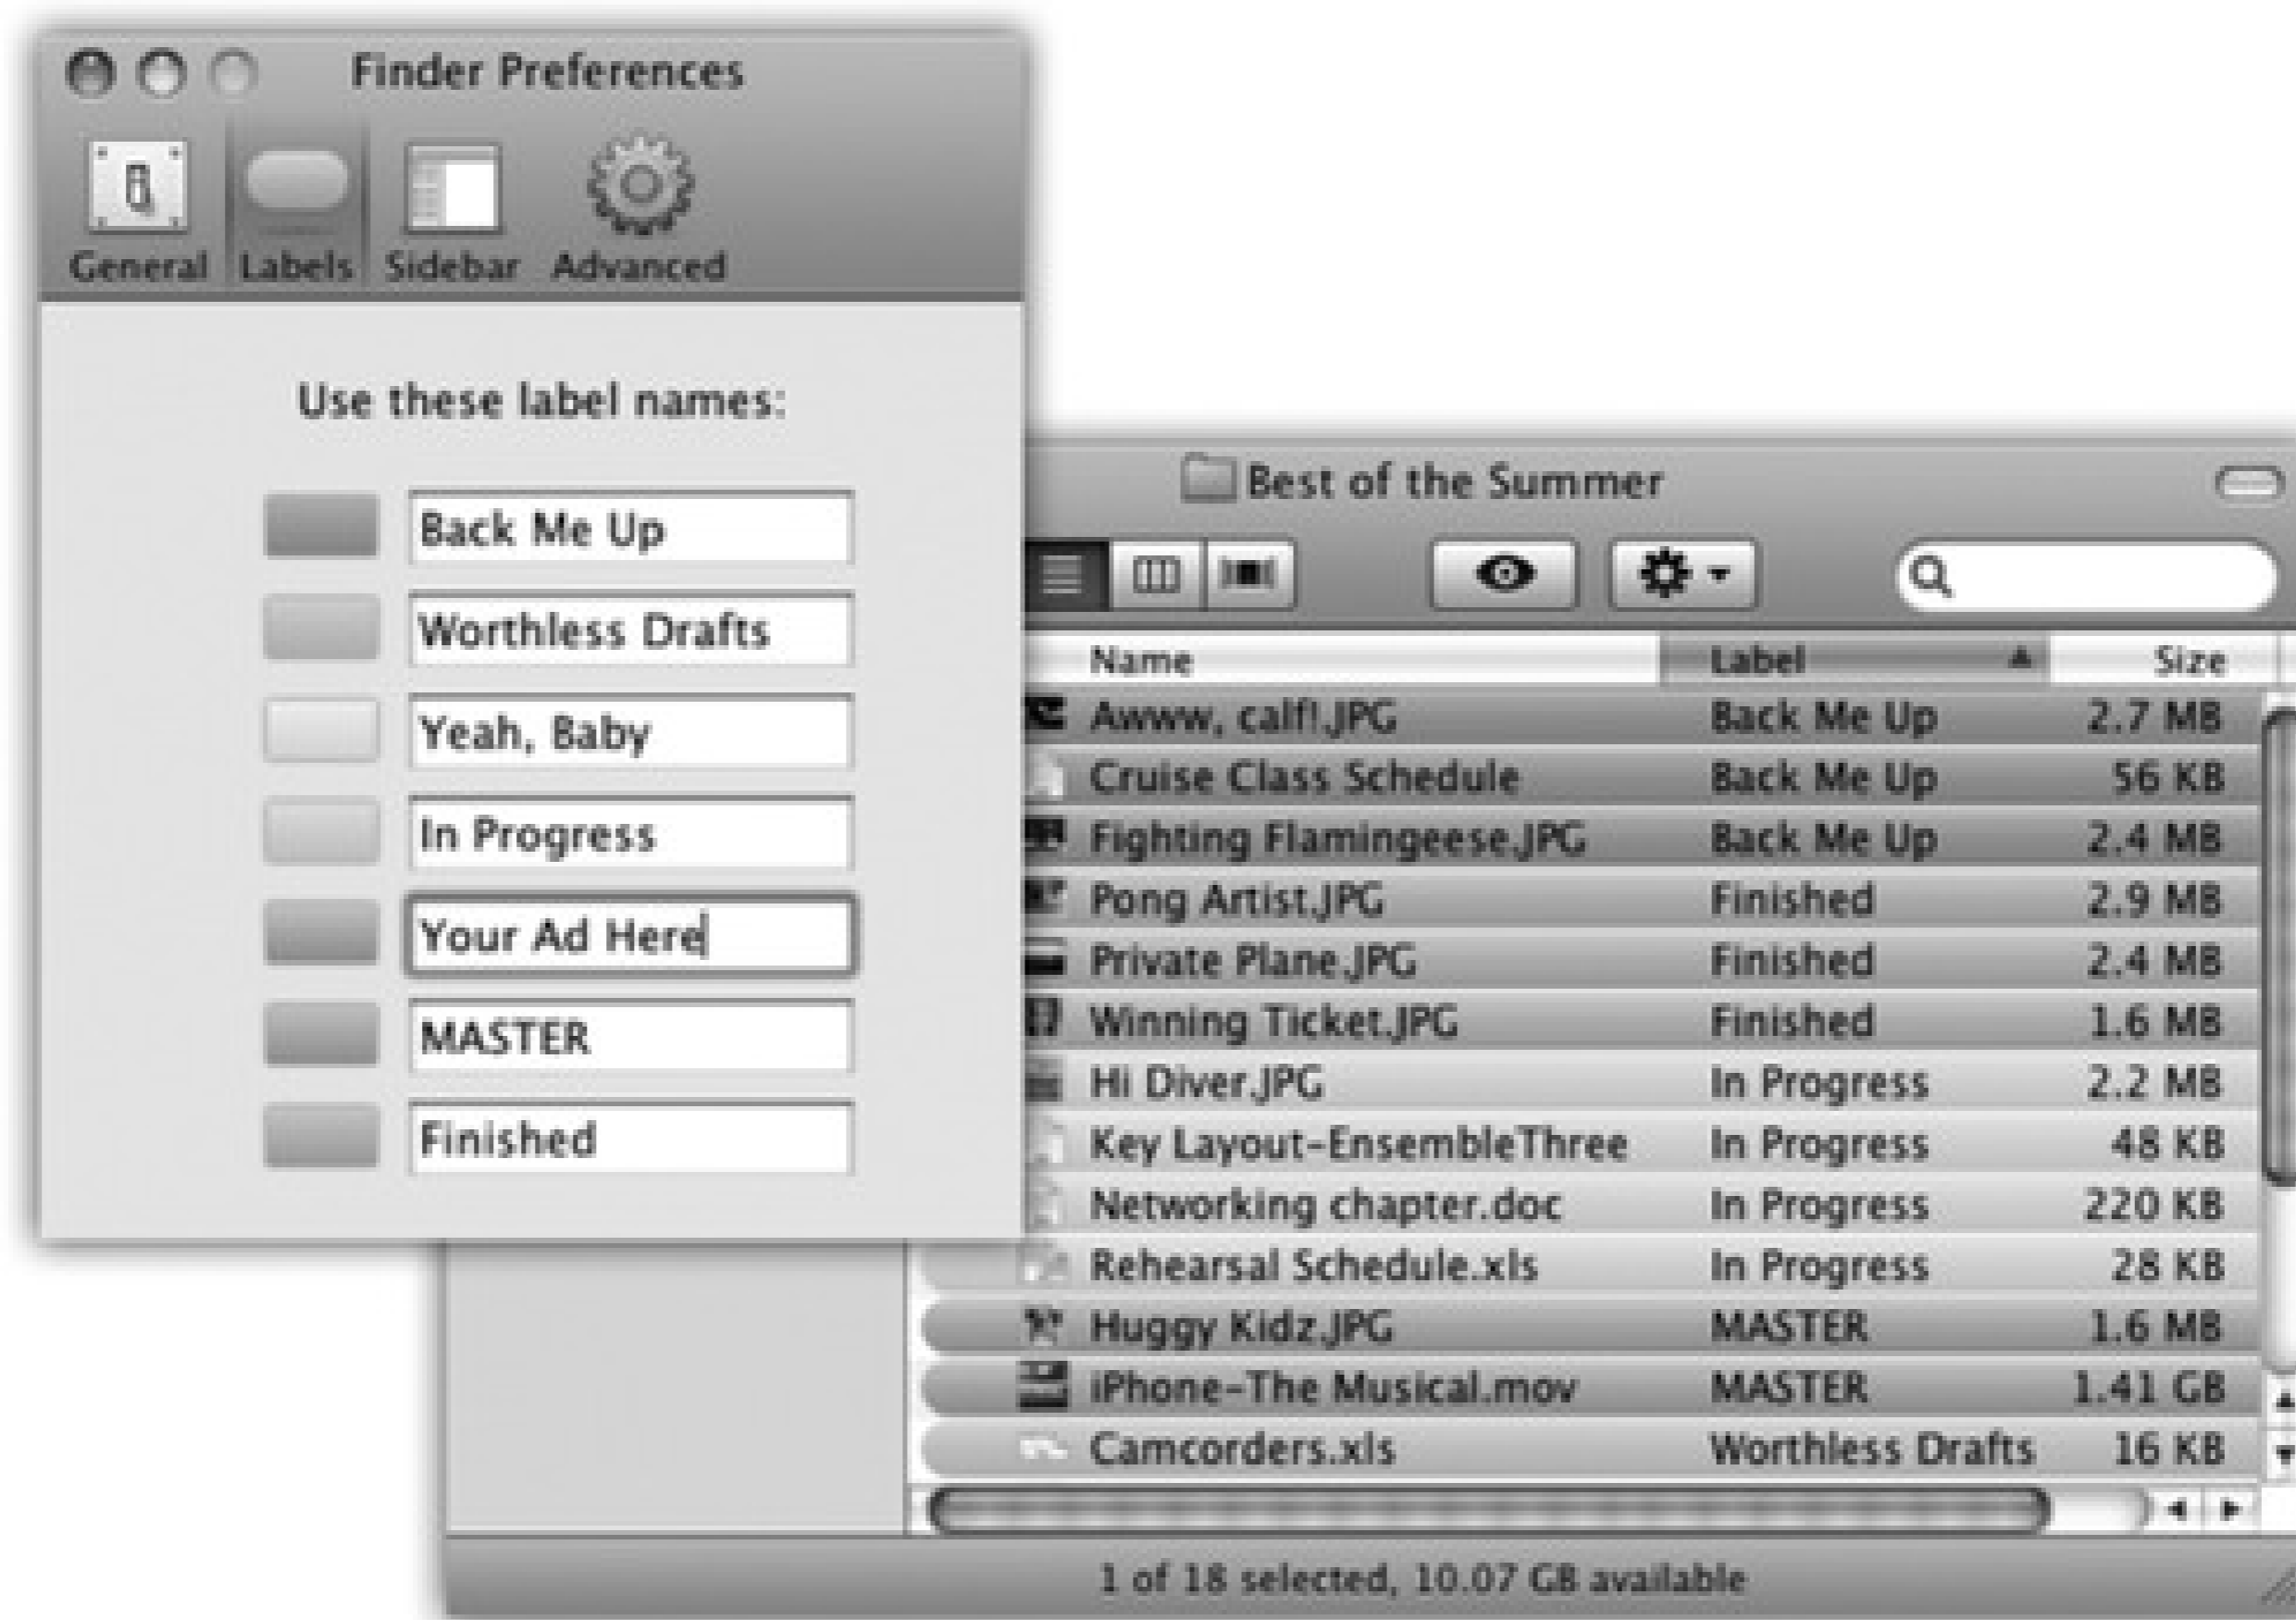 Finder Preferences
General Labels Sidebar Advanced
Use these label names:
Back Me Up
Worthless Drafts
Yeah, Baby
In Progress
Your Ad Here
MASTER
Finished
Best of the Summer
Name Label Size
Awww, calf!.JPG Back Me Up 2.7 MB
Cruise Class Schedule Back Me Up 56 KB
Fighting Flamingeese.JPG Back Me Up 2.4 MB
Pong Artist.JPG Finished 2.9 MB
Private Plane.JPG Finished 2.4 MB
Winning Ticket.JPG Finished 1.6 MB
Hi Diver.JPG In Progress 2.2 MB
Key Layout-EnsembleThree In Progress 48 KB
Networking chapter.doc In Progress 220 KB
Rehearsal Schedule.xls In Progress 28 KB
Huggy Kidz.JPG MASTER 1.6 MB
iPhone-The Musical.mov MASTER 1.41 GB
Camcorders.xls Worthless Drafts 16 KB
1 of 18 selected, 10.07 GB available